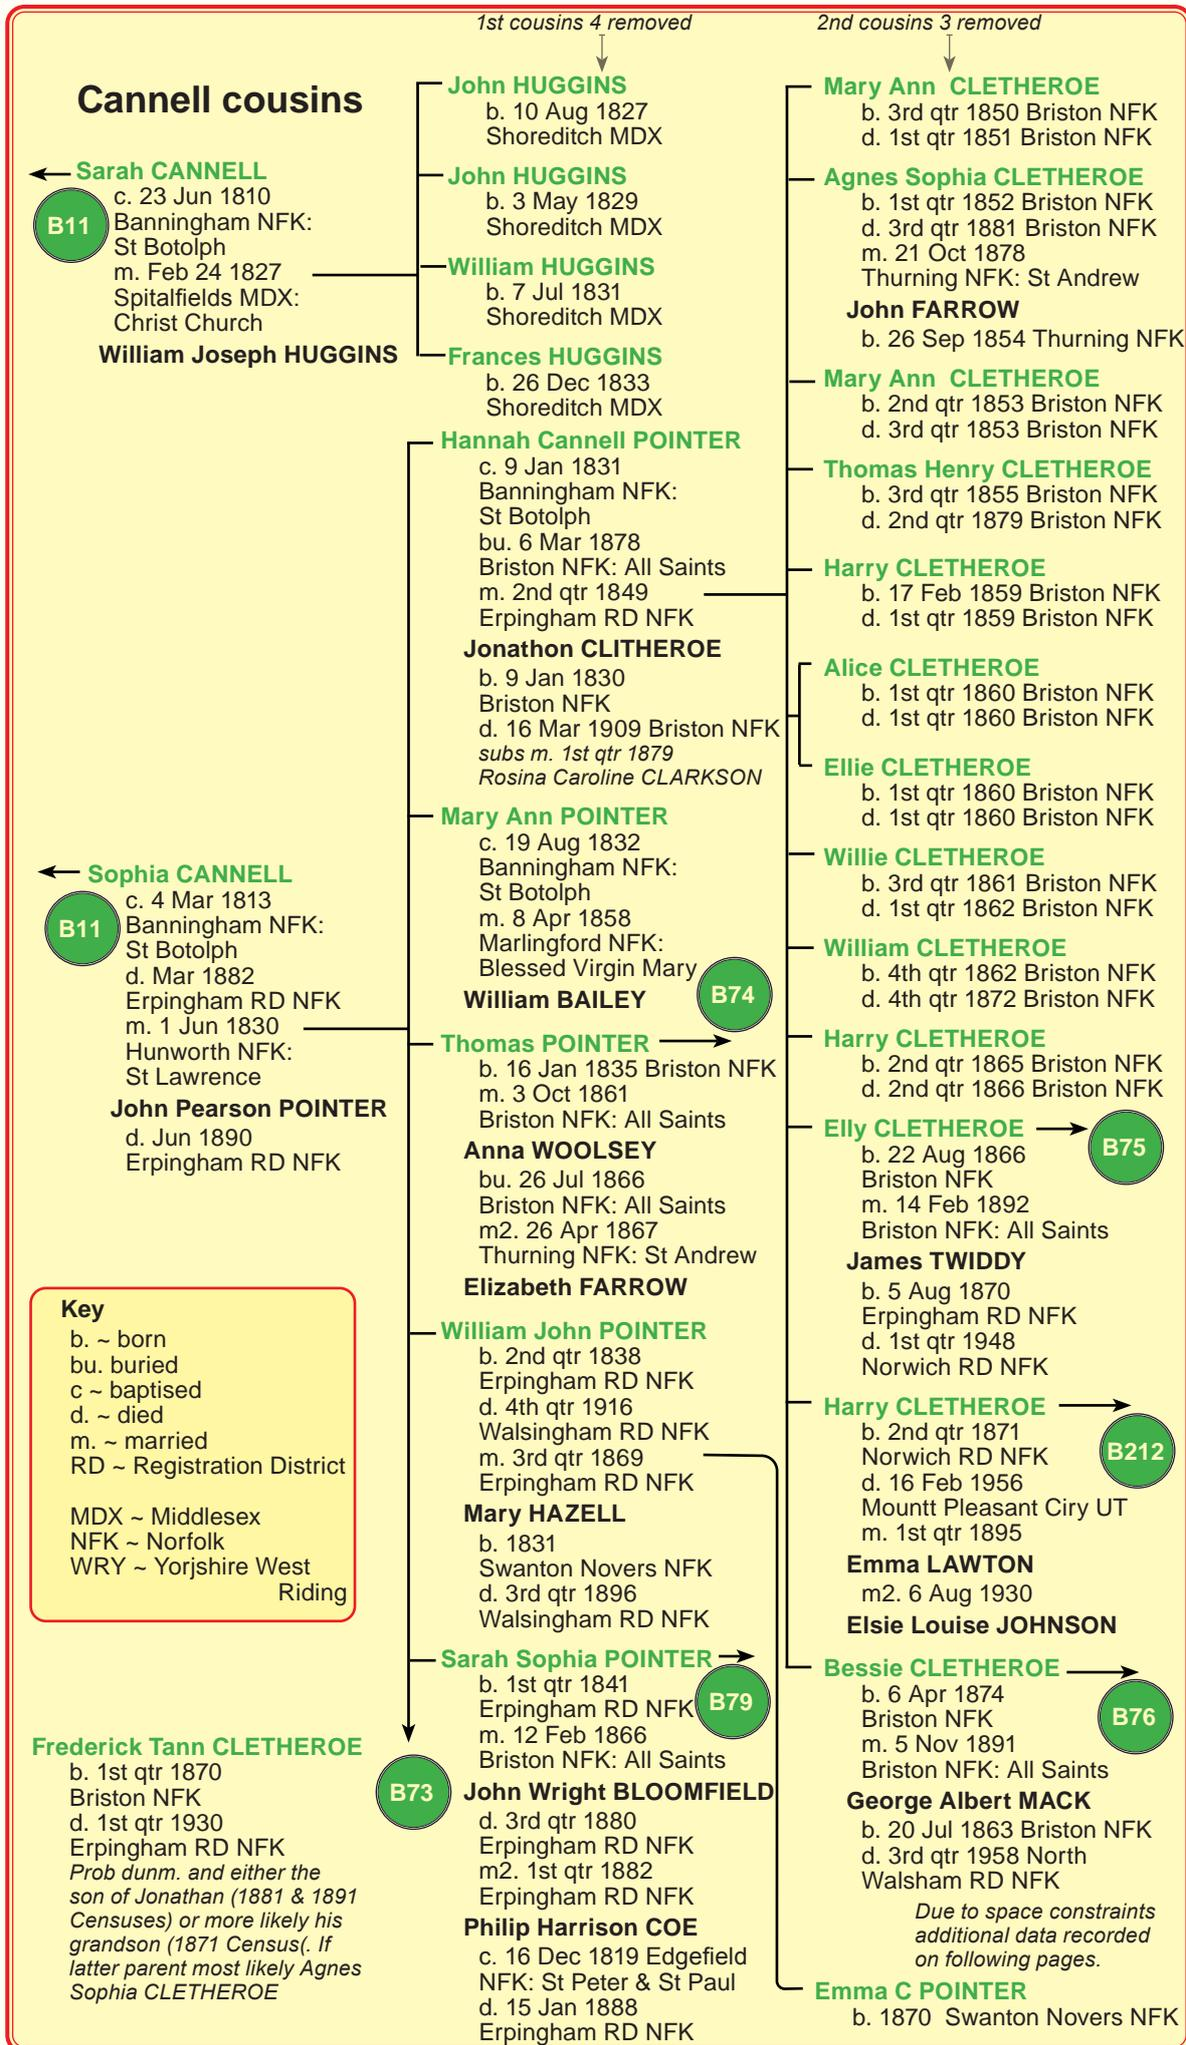 1st cousins 4 removed
2nd cousins 3 removed
Cannell cousins
Sarah CANNELL
B11
c. 23 Jun 1810
Banningham NFK:
St Botolph
m. Feb 24 1827
Spitalfields MDX:
Christ Church
William Joseph HUGGINS
Sophia CANNELL
B11
c. 4 Mar 1813
Banningham NFK:
St Botolph
d. Mar 1882
Erpingham RD NFK
m. 1 Jun 1830
Hunworth NFK:
St Lawrence
John Pearson POINTER
d. Jun 1890
Erpingham RD NFK
Key
b. ~ born
bu. buried
c ~ baptised
d. ~ died
m. ~ married
RD ~ Registration District
MDX ~ Middlesex
NFK ~ Norfolk
WRY ~ Yorjshire West
Riding
Frederick Tann CLETHEROE
b. 1st qtr 1870
Briston NFK
d. 1st qtr 1930
Erpingham RD NFK
Prob dunm. and either the
son of Jonathan (1881 & 1891
Censuses) or more likely his
grandson (1871 Census(. If
latter parent most likely Agnes
Sophia CLETHEROE
John HUGGINS
b. 10 Aug 1827
Shoreditch MDX
John HUGGINS
b. 3 May 1829
Shoreditch MDX
William HUGGINS
b. 7 Jul 1831
Shoreditch MDX
Frances HUGGINS
b. 26 Dec 1833
Shoreditch MDX
Hannah Cannell POINTER
c. 9 Jan 1831
Banningham NFK:
St Botolph
bu. 6 Mar 1878
Briston NFK: All Saints
m. 2nd qtr 1849
Erpingham RD NFK
Jonathon CLITHEROE
b. 9 Jan 1830
Briston NFK
d. 16 Mar 1909 Briston NFK
subs m. 1st qtr 1879
Rosina Caroline CLARKSON
Mary Ann POINTER
c. 19 Aug 1832
Banningham NFK:
St Botolph
m. 8 Apr 1858
Marlingford NFK:
Blessed Virgin Mary
William BAILEY
B74
Thomas POINTER
b. 16 Jan 1835 Briston NFK
m. 3 Oct 1861
Briston NFK: All Saints
Anna WOOLSEY
bu. 26 Jul 1866
Briston NFK: All Saints
m2. 26 Apr 1867
Thurning NFK: St Andrew
Elizabeth FARROW
William John POINTER
b. 2nd qtr 1838
Erpingham RD NFK
d. 4th qtr 1916
Walsingham RD NFK
m. 3rd qtr 1869
Erpingham RD NFK
Mary HAZELL
b. 1831
Swanton Novers NFK
d. 3rd qtr 1896
Walsingham RD NFK
Sarah Sophia POINTER
b. 1st qtr 1841
Erpingham RD NFK
B79
m. 12 Feb 1866
Briston NFK: All Saints
B73
John Wright BLOOMFIELD
d. 3rd qtr 1880
Erpingham RD NFK
m2. 1st qtr 1882
Erpingham RD NFK
Philip Harrison COE
c. 16 Dec 1819 Edgefield
NFK: St Peter & St Paul
d. 15 Jan 1888
Erpingham RD NFK
Mary Ann CLETHEROE
b. 3rd qtr 1850 Briston NFK
d. 1st qtr 1851 Briston NFK
Agnes Sophia CLETHEROE
b. 1st qtr 1852 Briston NFK
d. 3rd qtr 1881 Briston NFK
m. 21 Oct 1878
Thurning NFK: St Andrew
John FARROW
b. 26 Sep 1854 Thurning NFK
Mary Ann CLETHEROE
b. 2nd qtr 1853 Briston NFK
d. 3rd qtr 1853 Briston NFK
Thomas Henry CLETHEROE
b. 3rd qtr 1855 Briston NFK
d. 2nd qtr 1879 Briston NFK
Harry CLETHEROE
b. 17 Feb 1859 Briston NFK
d. 1st qtr 1859 Briston NFK
Alice CLETHEROE
b. 1st qtr 1860 Briston NFK
d. 1st qtr 1860 Briston NFK
Ellie CLETHEROE
b. 1st qtr 1860 Briston NFK
d. 1st qtr 1860 Briston NFK
Willie CLETHEROE
b. 3rd qtr 1861 Briston NFK
d. 1st qtr 1862 Briston NFK
William CLETHEROE
b. 4th qtr 1862 Briston NFK
d. 4th qtr 1872 Briston NFK
Harry CLETHEROE
b. 2nd qtr 1865 Briston NFK
d. 2nd qtr 1866 Briston NFK
Elly CLETHEROE
B75
b. 22 Aug 1866
Briston NFK
m. 14 Feb 1892
Briston NFK: All Saints
James TWIDDY
b. 5 Aug 1870
Erpingham RD NFK
d. 1st qtr 1948
Norwich RD NFK
Harry CLETHEROE
B212
b. 2nd qtr 1871
Norwich RD NFK
d. 16 Feb 1956
Mountt Pleasant Ciry UT
m. 1st qtr 1895
Emma LAWTON
m2. 6 Aug 1930
Elsie Louise JOHNSON
Bessie CLETHEROE
B76
b. 6 Apr 1874
Briston NFK
m. 5 Nov 1891
Briston NFK: All Saints
George Albert MACK
b. 20 Jul 1863 Briston NFK
d. 3rd qtr 1958 North
Walsham RD NFK
Due to space constraints
additional data recorded
on following pages.
Emma C POINTER
b. 1870 Swanton Novers NFK